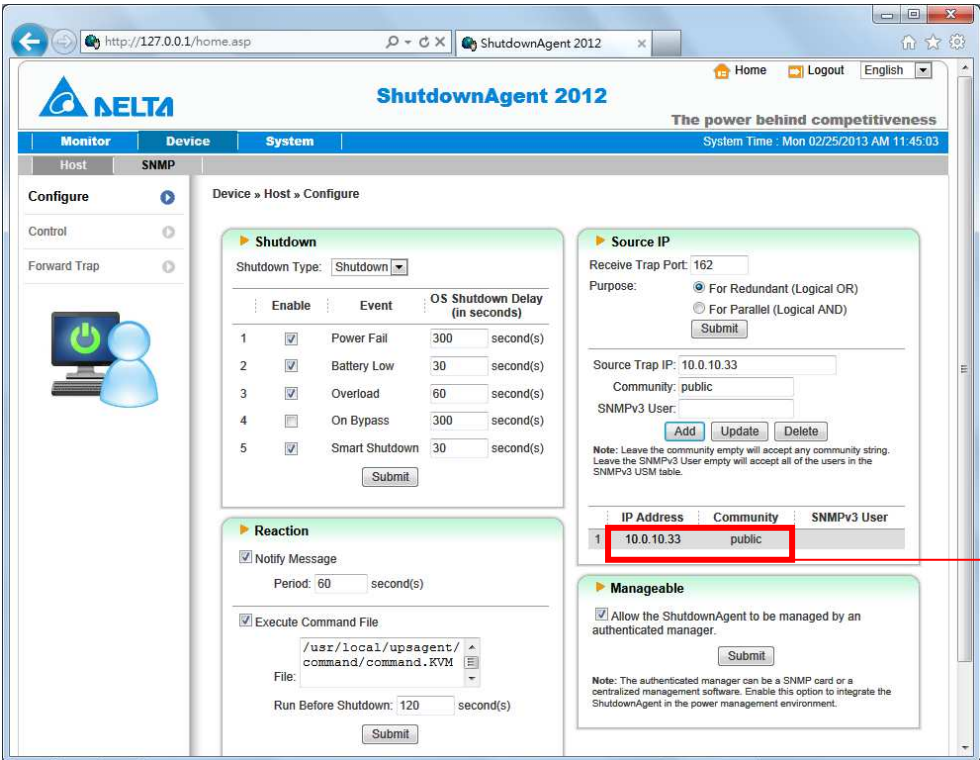 http://127.0.0.1/home.asp
ShutdownAgent 2012
Home
Logout
English
DELTA
ShutdownAgent 2012
The power behind competitiveness
Monitor
Device
System
System Time : Mon 02/25/2013 AM 11:45:03
Host
SNMP
Configure
Control
Forward Trap
Device » Host » Configure
Shutdown
Shutdown Type: Shutdown
Enable Event OS Shutdown Delay
(in seconds)
1 Power Fail 300 second(s)
2 Battery Low 30 second(s)
3 Overload 60 second(s)
4 On Bypass 300 second(s)
5 Smart Shutdown 30 second(s)
Submit
Reaction
Notify Message
Period: 60 second(s)
Execute Command File
/usr/local/upsagent/
command/command.KVM
File:
Run Before Shutdown: 120 second(s)
Submit
Source IP
Receive Trap Port: 162
Purpose: For Redundant (Logical OR)
For Parallel (Logical AND)
Submit
Source Trap IP: 10.0.10.33
Community: public
SNMPv3 User:
Add Update Delete
Note: Leave the community empty will accept any community string.
Leave the SNMPv3 User empty will accept all of the users in the
SNMPv3 USM table.
IP Address Community SNMPv3 User
1 10.0.10.33 public
Manageable
Allow the ShutdownAgent to be managed by an
authenticated manager.
Submit
Note: The authenticated manager can be a SNMP card or a
centralized management software. Enable this option to integrate the
ShutdownAgent in the power management environment.